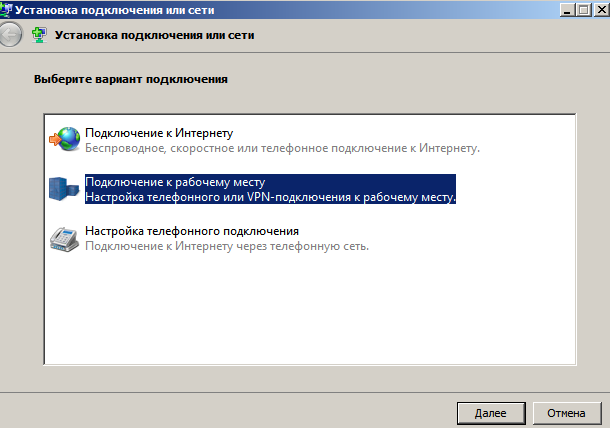 Установка подключения или сети
Установка подключения или сети
Выберите вариант подключения
Подключение к Интернету
Беспроводное, скоростное или телефонное подключение к Интернету.
Подключение к рабочему месту
Настройка телефонного или VPN-подключения к рабочему месту.
Настройка телефонного подключения
Подключение к Интернету через телефонную сеть.
Далее
Отмена